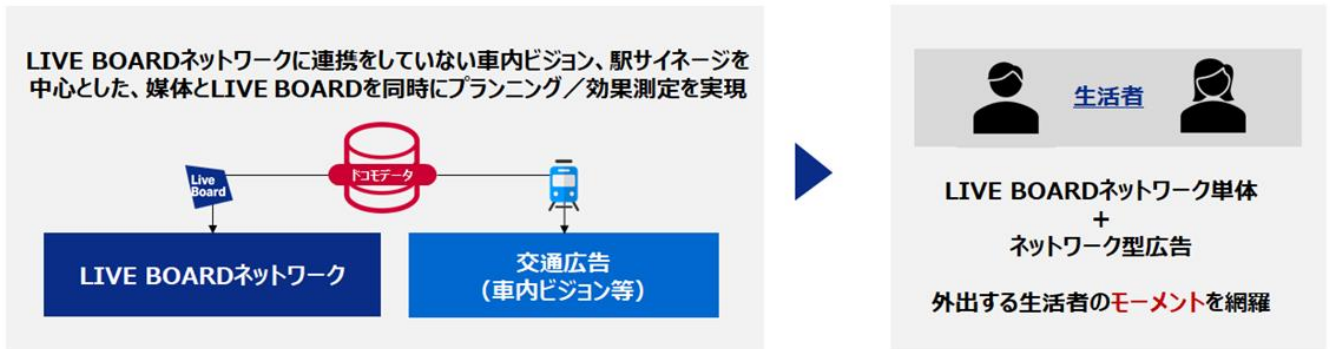 LIVE BOARDネットワークに連携をしていない車内ビジョン、駅サイネージを
中心とした、媒体とLIVE BOARDを同時にプランニング／効果測定を実現
ドコモデータ
Live
Board
LIVE BOARDネットワーク
交通広告
（車内ビジョン等）
生活者
LIVE BOARDネットワーク単体
+
ネットワーク型広告
外出する生活者のモーメントを網羅